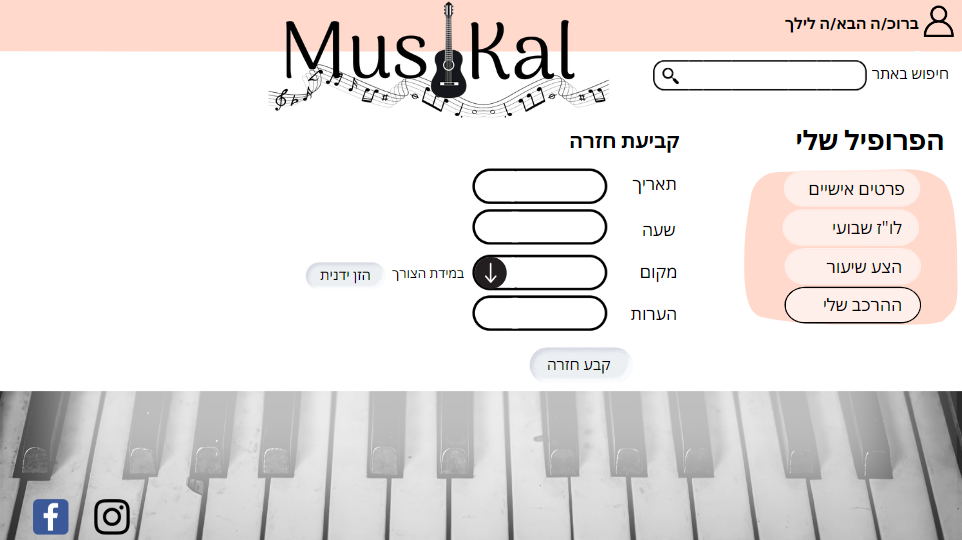 ברוכ/ה הבא/ה לילך
MusiKal
חיפוש באתר
הפרופיל שלי
פרטים אישיים
לו"ז שבועי
הצע שיעור
ההרכב שלי
קביעת חזרה
תאריך
שעה
מקום
במידת הצורך
הזן ידנית
הערות
קבע חזרה